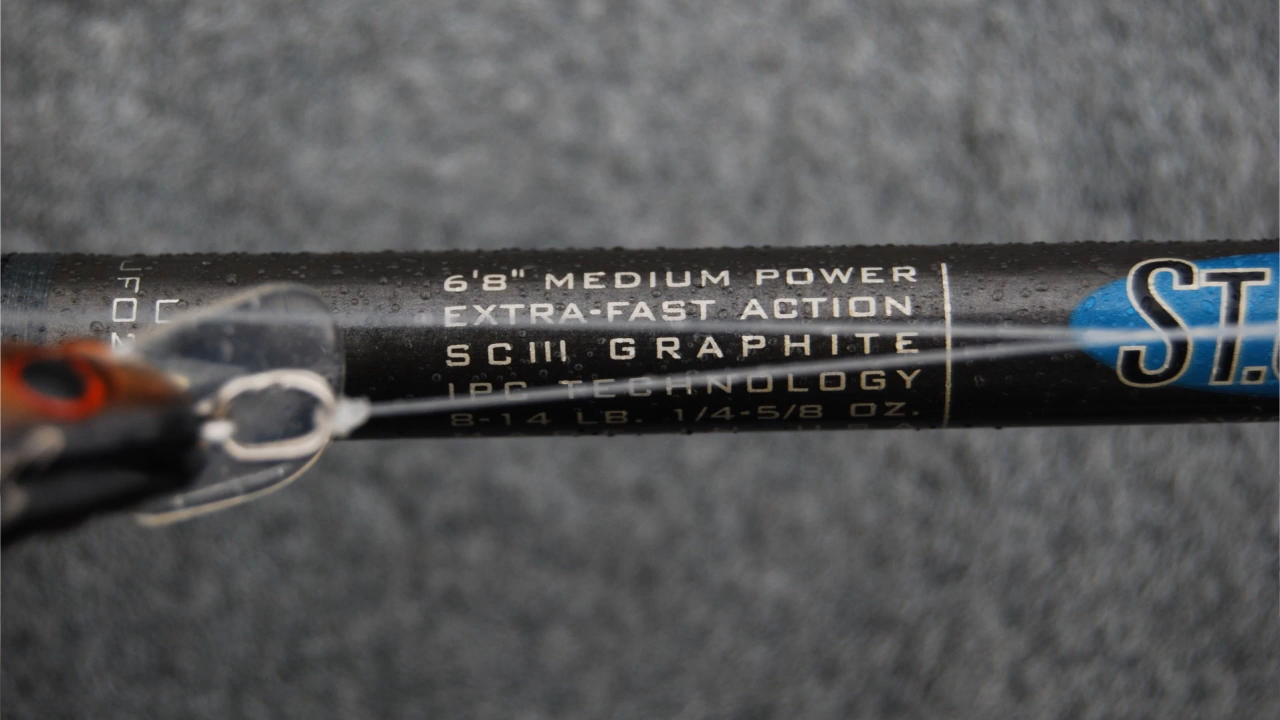 6'8" MEDIUM POWER
EXTRA-FAST ACTION
SCIII GRAPHITE
IPC TECHNOLOGY
8-14 LB. 1/4-5/8 OZ.
ST.